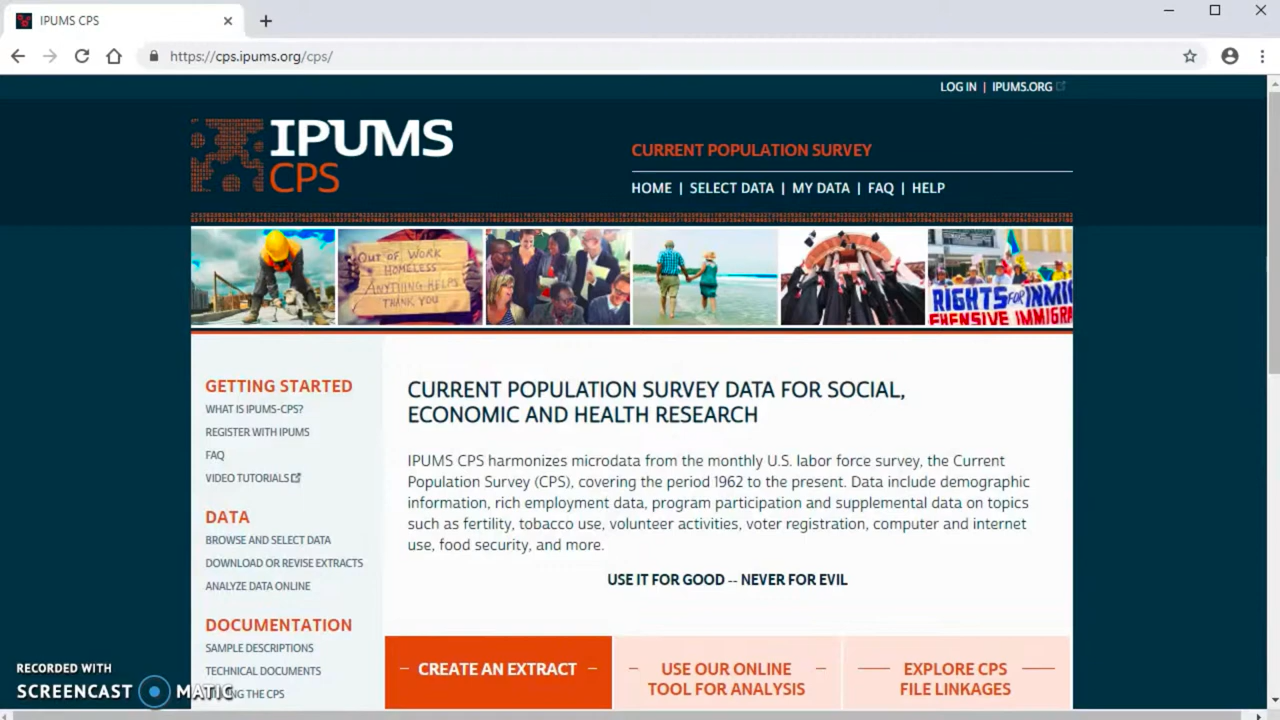 IPUMS CPS
https://cps.ipums.org/cps/
LOG IN | IPUMS.ORG
IPUMS
CPS
CURRENT POPULATION SURVEY
HOME | SELECT DATA | MY DATA | FAQ | HELP
OUT OF WORK
HOMELESS
ANYTHING HELPS
THANK YOU
RIGHTS FOR IMMI
EHENSIVE IMMIGRA
GETTING STARTED
WHAT IS IPUMS-CPS?
REGISTER WITH IPUMS
FAQ
VIDEO TUTORIALS
DATA
BROWSE AND SELECT DATA
DOWNLOAD OR REVISE EXTRACTS
ANALYZE DATA ONLINE
DOCUMENTATION
SAMPLE DESCRIPTIONS
TECHNICAL DOCUMENTS
NG THE CPS
CURRENT POPULATION SURVEY DATA FOR SOCIAL,
ECONOMIC AND HEALTH RESEARCH
IPUMS CPS harmonizes microdata from the monthly U.S. labor force survey, the Current
Population Survey (CPS), covering the period 1962 to the present. Data include demographic
information, rich employment data, program participation and supplemental data on topics
such as fertility, tobacco use, volunteer activities, voter registration, computer and internet
use, food security, and more.
USE IT FOR GOOD -- NEVER FOR EVIL
CREATE AN EXTRACT
USE OUR ONLINE
TOOL FOR ANALYSIS
EXPLORE CPS
FILE LINKAGES
RECORDED WITH
SCREENCAST MATIC